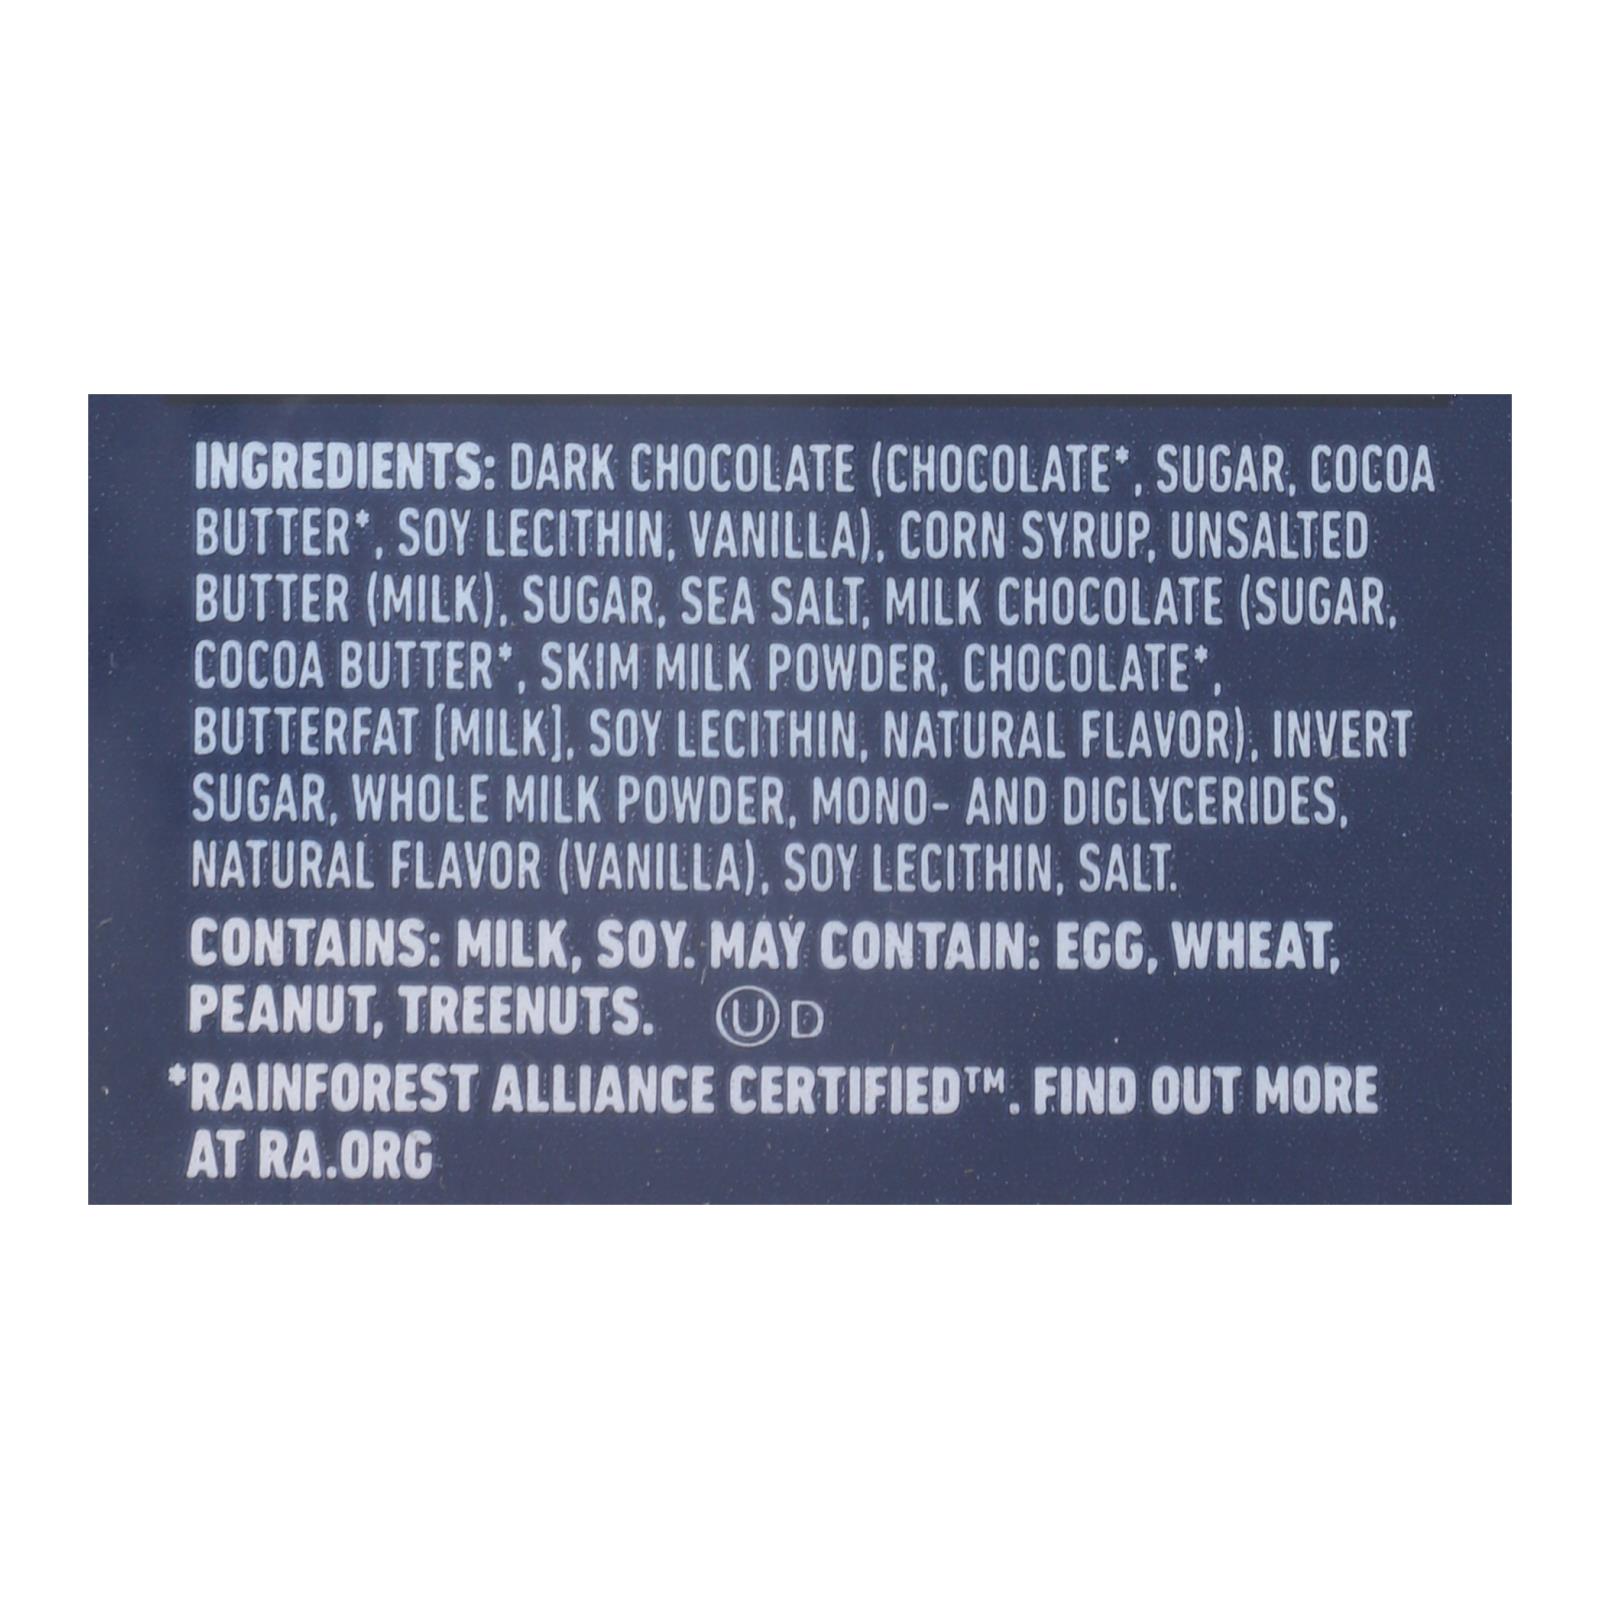 INGREDIENTS: DARK CHOCOLATE (CHOCOLATE*, SUGAR, COCOA
BUTTER*, SOY LECITHIN, VANILLA), CORN SYRUP, UNSALTED
BUTTER (MILK), SUGAR, SEA SALT, MILK CHOCOLATE (SUGAR,
COCOA BUTTER*, SKIM MILK POWDER, CHOCOLATE*,
BUTTERFAT [MILK], SOY LECITHIN, NATURAL FLAVOR), INVERT
SUGAR, WHOLE MILK POWDER, MONO- AND DIGLYCERIDES,
NATURAL FLAVOR (VANILLA), SOY LECITHIN, SALT.
CONTAINS: MILK, SOY. MAY CONTAIN: EGG, WHEAT,
PEANUT, TREENUTS. Ⓤ D
*RAINFOREST ALLIANCE CERTIFIED™. FIND OUT MORE
AT RA.ORG